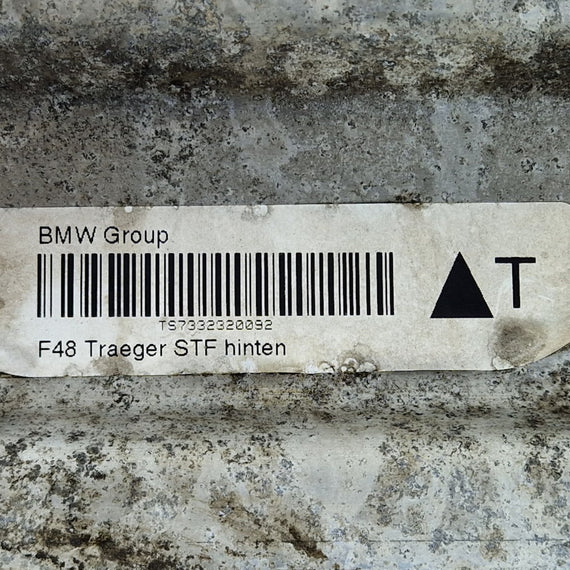 BMW Group
T
TS7332320092
F48 Traeger STF hinten